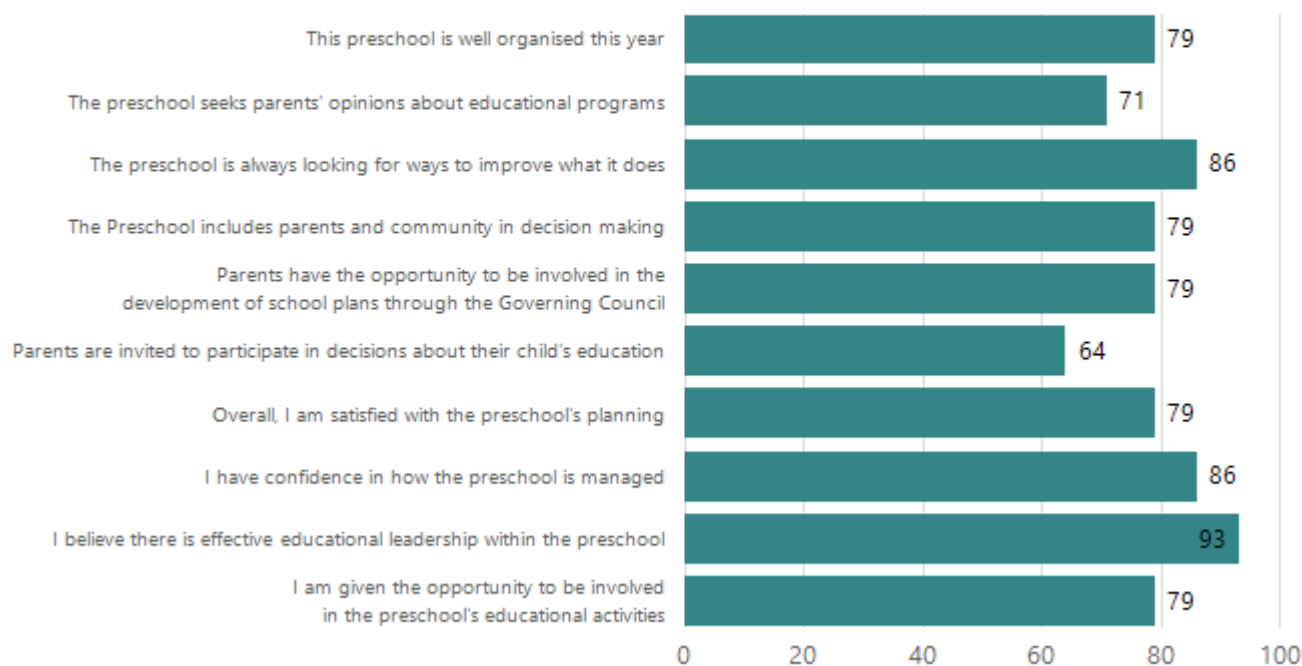 This preschool is well organised this year
79
The preschool seeks parents' opinions about educational programs
71
The preschool is always looking for ways to improve what it does
86
The Preschool includes parents and community in decision making
79
Parents have the opportunity to be involved in the
development of school plans through the Governing Council
79
Parents are invited to participate in decisions about their child's education
64
Overall, I am satisfied with the preschool's planning
79
I have confidence in how the preschool is managed
86
I believe there is effective educational leadership within the preschool
93
I am given the opportunity to be involved
in the preschool's educational activities
79
0 20 40 60 80 100